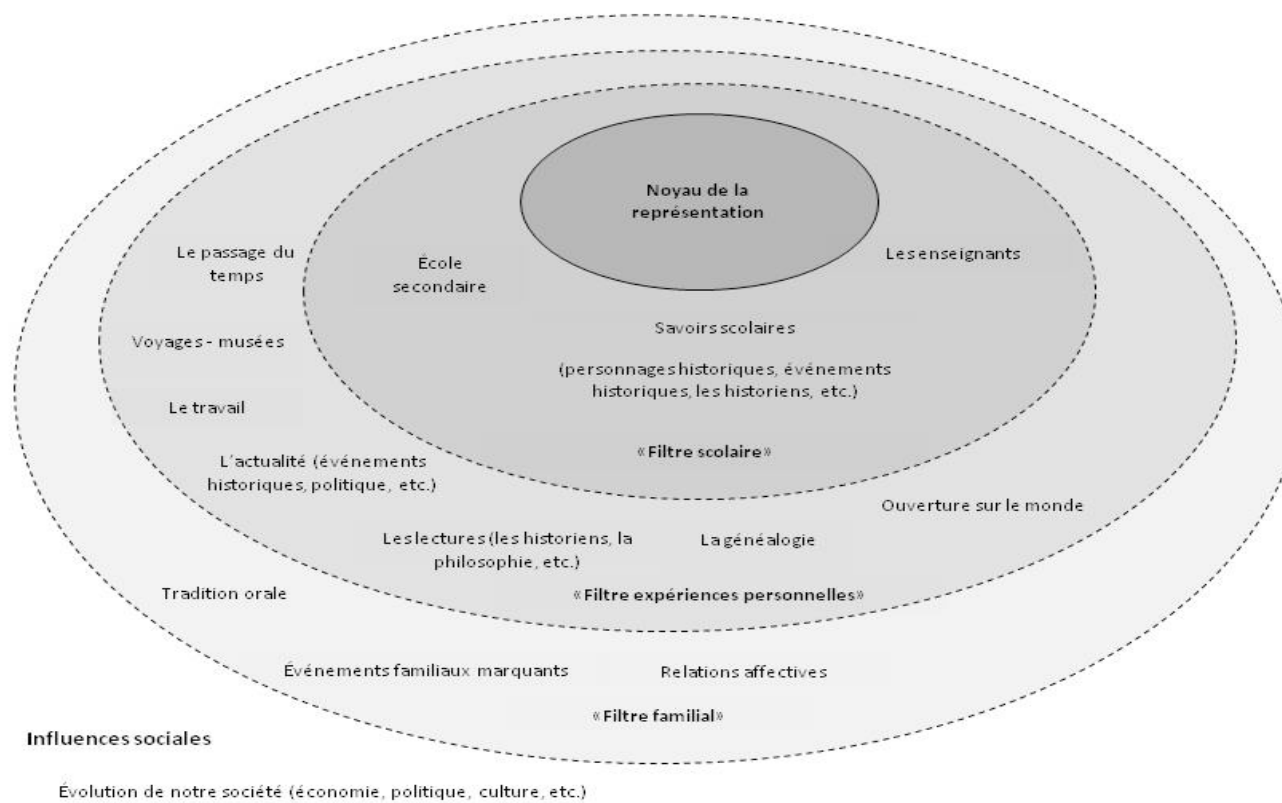 Noyau de la
représentation
Le passage du
temps
École
secondaire
Les enseignants
Voyages - musées
Savoirs scolaires
(personnages historiques, événements
historiques, les historiens, etc.)
Le travail
«Filtre scolaire»
L'actualité (événements
historiques, politique, etc.)
Ouverture sur le monde
Les lectures (les historiens, la
philosophie, etc.)
La généalogie
Tradition orale
«Filtre expériences personnelles»
Événements familiaux marquants
Relations affectives
«Filtre familial»
Influences sociales
Évolution de notre société (économie, politique, culture, etc.)